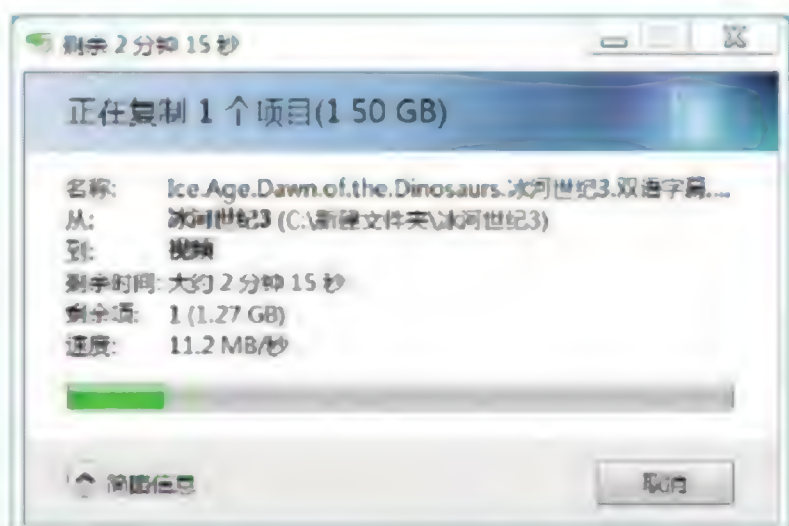 剩余 2 分钟 15 秒
正在复制 1 个项目(1.50 GB)
名称: Ice.Age.Dawn.of.the.Dinosaurs.冰河世纪3.双语字幕....
从: 冰河世纪3 (C:\新建文件夹\冰河世纪3)
到: 视频
剩余时间: 大约 2 分钟 15 秒
剩余项: 1 (1.27 GB)
速度: 11.2 MB/秒
简略信息
取消